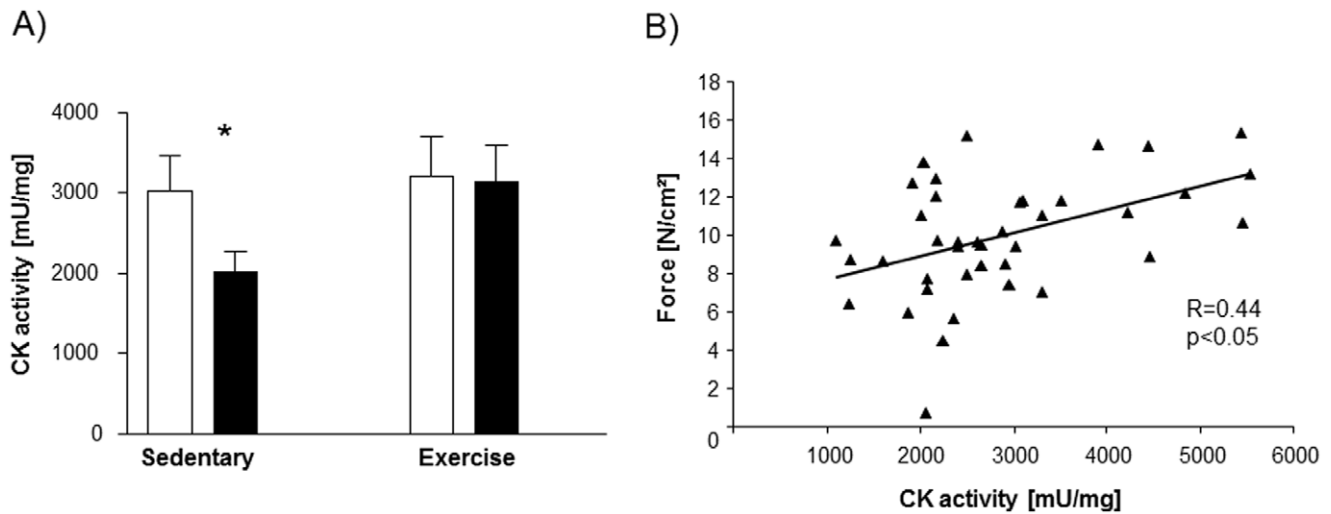 A)
CK activity [mU/mg]
4000
3000
2000
1000
0
*
Sedentary
Exercise
B)
Force [N/cm²]
18
16
14
12
10
8
6
4
2
0
R=0.44
p<0.05
1000 2000 3000 4000 5000 6000
CK activity [mU/mg]